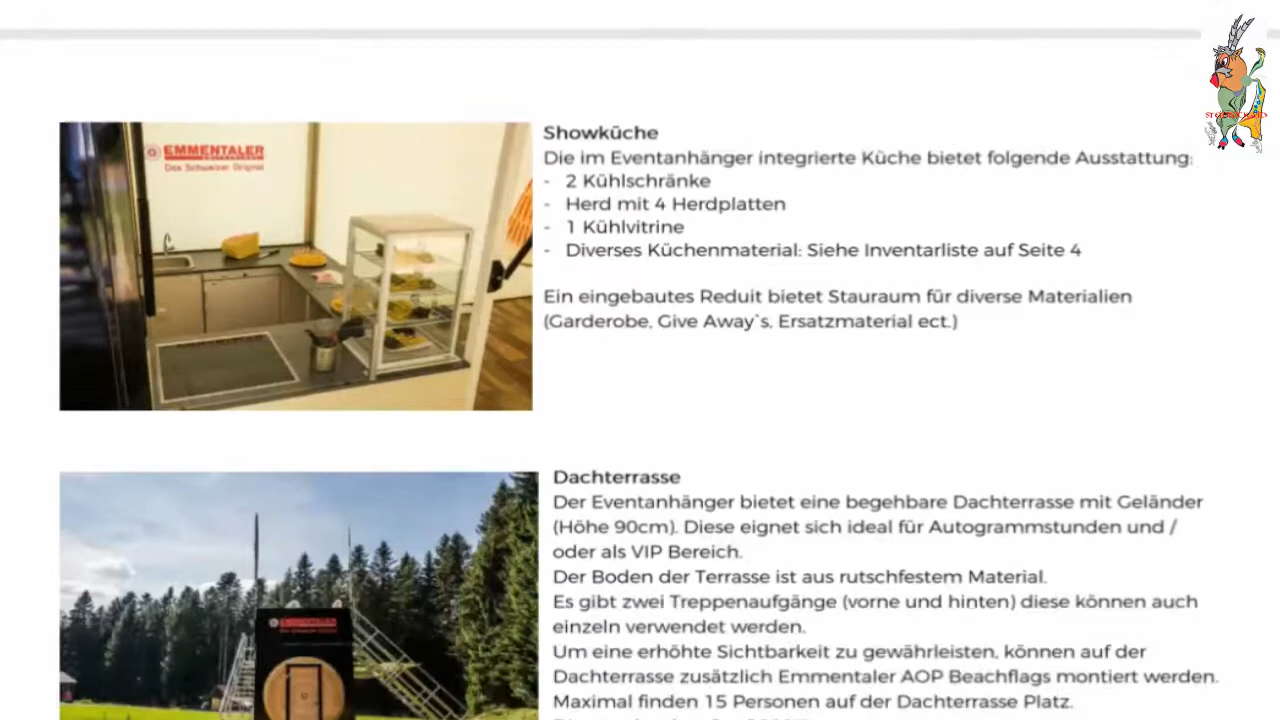 EMMENTALER
Das Schweizer Original
Showküche
Die im Eventanhänger integrierte Küche bietet folgende Ausstattung:
- 2 Kühlschränke
- Herd mit 4 Herdplatten
- 1 Kühlvitrine
- Diverses Küchenmaterial: Siehe Inventarliste auf Seite 4
Ein eingebautes Reduit bietet Stauraum für diverse Materialien
(Garderobe, Give Away`s, Ersatzmaterial ect.)
EMMENTALER
Dachterrasse
Der Eventanhänger bietet eine begehbare Dachterrasse mit Geländer
(Höhe 90cm). Diese eignet sich ideal für Autogrammstunden und /
oder als VIP Bereich.
Der Boden der Terrasse ist aus rutschfestem Material.
Es gibt zwei Treppenaufgänge (vorne und hinten) diese können auch
einzeln verwendet werden.
Um eine erhöhte Sichtbarkeit zu gewährleisten, können auf der
Dachterrasse zusätzlich Emmentaler AOP Beachflags montiert werden.
Maximal finden 15 Personen auf der Dachterrasse Platz.